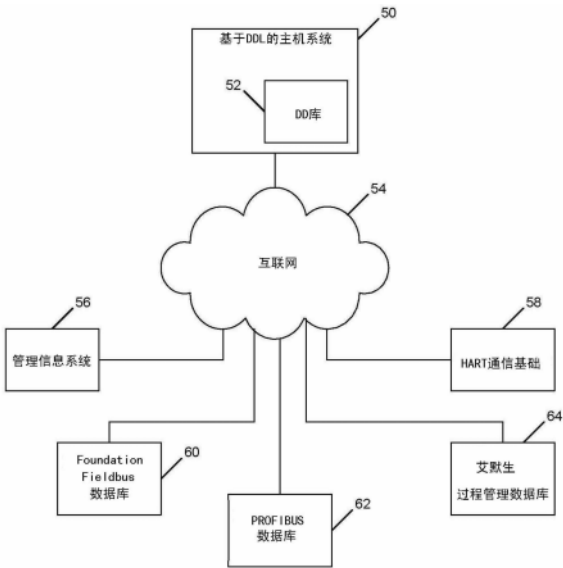 50
基于DDL的主机系统
52
DD库
54
互联网
56
管理信息系统
58
HART通信基础
60
Foundation
Fieldbus
数据库
62
PROFIBUS
数据库
64
艾默生
过程管理数据库